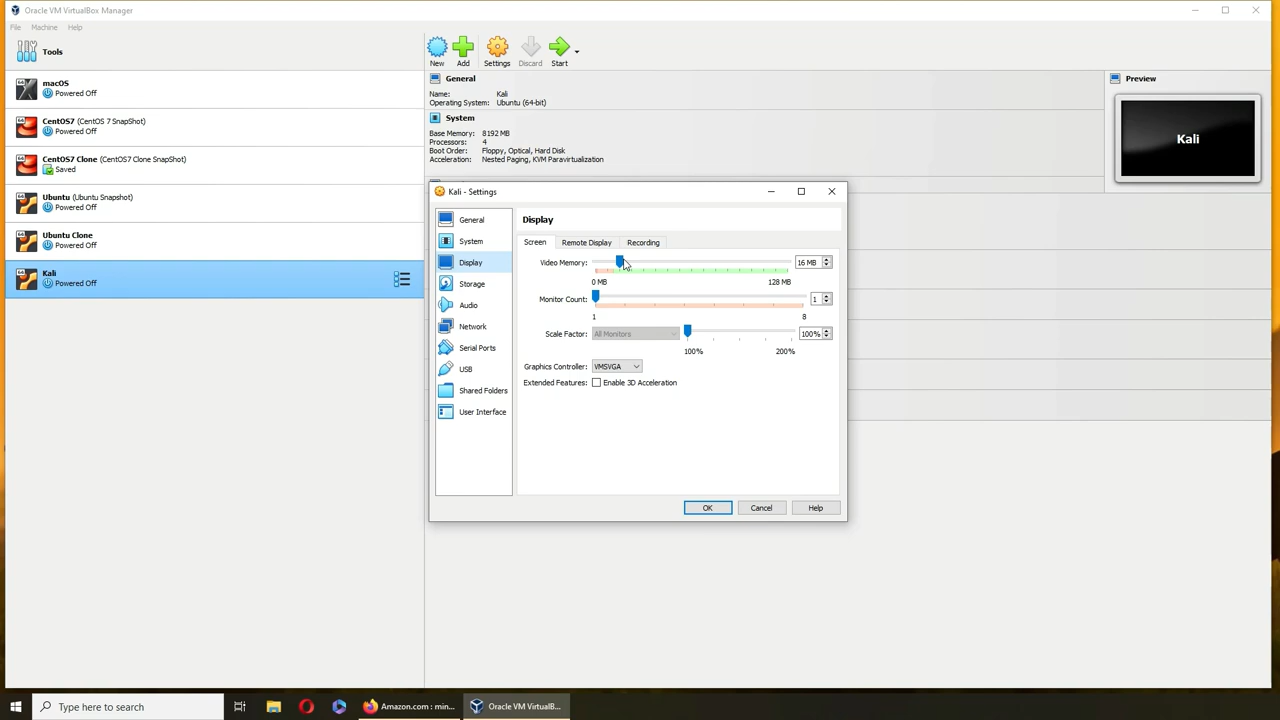 Oracle VM VirtualBox Manager
File Machine Help
Tools
New Add Settings Discard Start
64 macOS
Powered Off
64 CentOS7 (CentOS 7 SnapShot)
Powered Off
64 CentOS7 Clone (CentOS7 Clone SnapShot)
Saved
64 Ubuntu (Ubuntu Snapshot)
Powered Off
64 Ubuntu Clone
Powered Off
64 Kali
Powered Off
General
Name: Kali
Operating System: Ubuntu (64-bit)
System
Base Memory: 8192 MB
Processors: 4
Boot Order: Floppy, Optical, Hard Disk
Acceleration: Nested Paging, KVM Paravirtualization
Preview
Kali
Kali - Settings
General
System
Display
Storage
Audio
Network
Serial Ports
USB
Shared Folders
User Interface
Display
Screen Remote Display Recording
Video Memory: 16 MB
0 MB 128 MB
Monitor Count: 1
1 8
Scale Factor: All Monitors 100%
100% 200%
Graphics Controller: VMSVGA
Extended Features: Enable 3D Acceleration
OK Cancel Help
Type here to search
Amazon.com : min...
Oracle VM VirtualB...